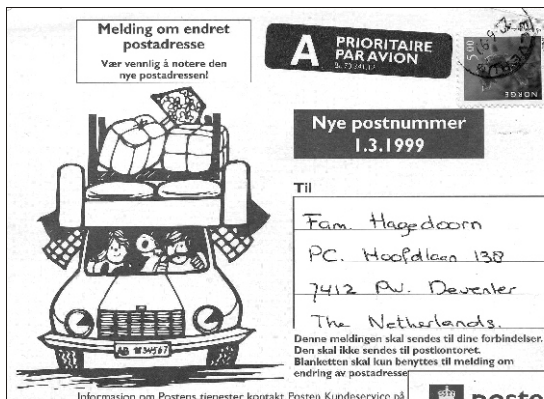 Melding om endret
postadresse
Vær vennlig å notere den
nye postadressen!
A PRIORITAIRE
PAR AVION
5.00
NORGE
Nye postnummer
1.3.1999
Til
Fam. Hagedoorn
P.C. Hoofdlaan 138
7412 Deventer
The Netherlands.
AB
Denne meldingen skal sendes til dine forbindelser.
Den skal ikke sendes til postkontoret.
Blanketten skal kun benyttes til melding om
endring av postadresse
Informasjon om Postens tjenester kontakt Posten Kundeservice på